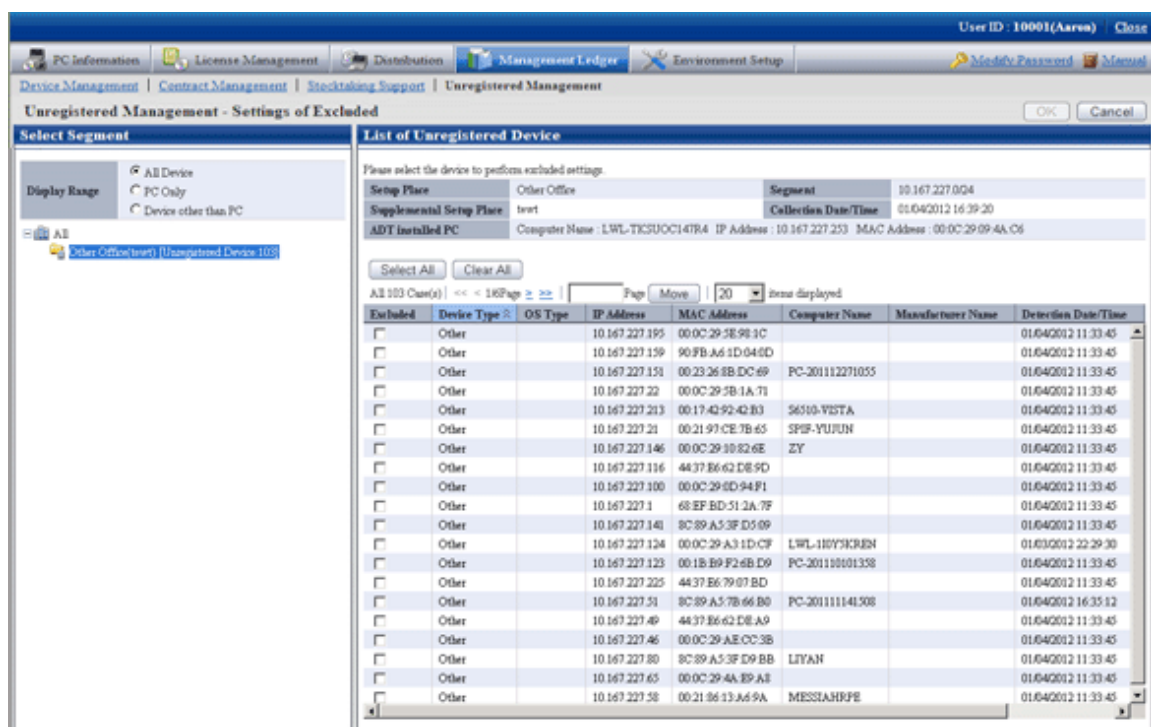 User ID : 10001(Aaron) Close
PC Information License Management Distribution Management Ledger Environment Setup Modify Password Manual
Device Management | Contract Management | Stocktaking Support | Unregistered Management
Unregistered Management - Settings of Excluded OK Cancel
Select Segment
Display Range
All Device
PC Only
Device other than PC
All
Other Office(tewt) [Unregistered Device 103]
List of Unregistered Device
Please select the device to perform excluded settings.
Setup Place Other Office Segment 10.167.227.0/24
Supplemental Setup Place tewt Collection Date/Time 01/04/2012 16:39:20
ADT installed PC Computer Name : LWL-TKSUOC147R4 IP Address : 10.167.227.253 MAC Address : 00:0C:29:09:4A:C6
Select All Clear All
All 103 Case(s) | << < 1/6Page > >> | Page Move | 20 items displayed
Excluded Device Type OS Type IP Address MAC Address Computer Name Manufacturer Name Detection Date/Time
Other 10.167.227.195 00:0C:29:5E:98:1C 01/04/2012 11:33:45
Other 10.167.227.159 90:FB:A6:1D:04:0D 01/04/2012 11:33:45
Other 10.167.227.151 00:23:26:8B:DC:69 PC-201112271055 01/04/2012 11:33:45
Other 10.167.227.22 00:0C:29:5B:1A:71 01/04/2012 11:33:45
Other 10.167.227.213 00:17:42:92:42:B3 S6510-VISTA 01/04/2012 11:33:45
Other 10.167.227.21 00:21:97:CE:7B:65 SPIF-YUJUN 01/04/2012 11:33:45
Other 10.167.227.146 00:0C:29:10:82:6E ZY 01/04/2012 11:33:45
Other 10.167.227.116 44:37:E6:62:DE:9D 01/04/2012 11:33:45
Other 10.167.227.100 00:0C:29:0D:94:F1 01/04/2012 11:33:45
Other 10.167.227.1 68:EF:BD:51:2A:7F 01/04/2012 11:33:45
Other 10.167.227.141 8C:89:A5:3F:D5:09 01/04/2012 11:33:45
Other 10.167.227.124 00:0C:29:A3:1D:CF LWL-1I0Y5KREN 01/03/2012 22:29:30
Other 10.167.227.123 00:1B:B9:F2:6B:D9 PC-201110101358 01/04/2012 11:33:45
Other 10.167.227.225 44:37:E6:79:07:BD 01/04/2012 11:33:45
Other 10.167.227.51 8C:89:A5:7B:66:B0 PC-201111141508 01/04/2012 16:35:12
Other 10.167.227.49 44:37:E6:62:DE:A9 01/04/2012 11:33:45
Other 10.167.227.46 00:0C:29:AE:CC:3B 01/04/2012 11:33:45
Other 10.167.227.80 8C:89:A5:3F:D9:BB LIYAN 01/04/2012 11:33:45
Other 10.167.227.65 00:0C:29:4A:E9:A8 01/04/2012 11:33:45
Other 10.167.227.58 00:21:86:13:A6:9A MESSIAHRPE 01/04/2012 11:33:45